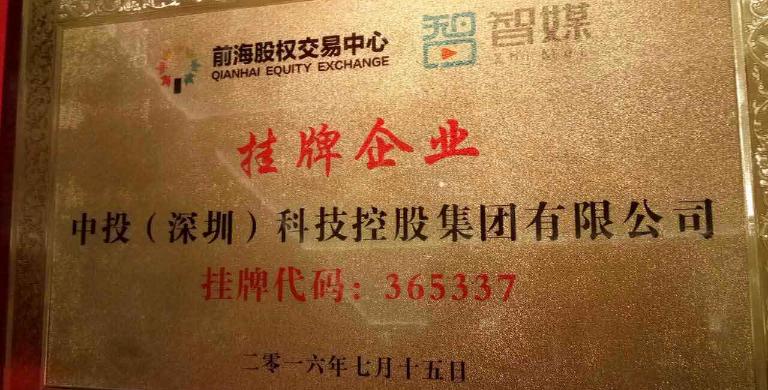 前海股权交易中心
QIANHAI EQUITY EXCHANGE
智媒
挂牌企业
中投（深圳）科技控股集团有限公司
挂牌代码：365337
二零一六年七月十五日